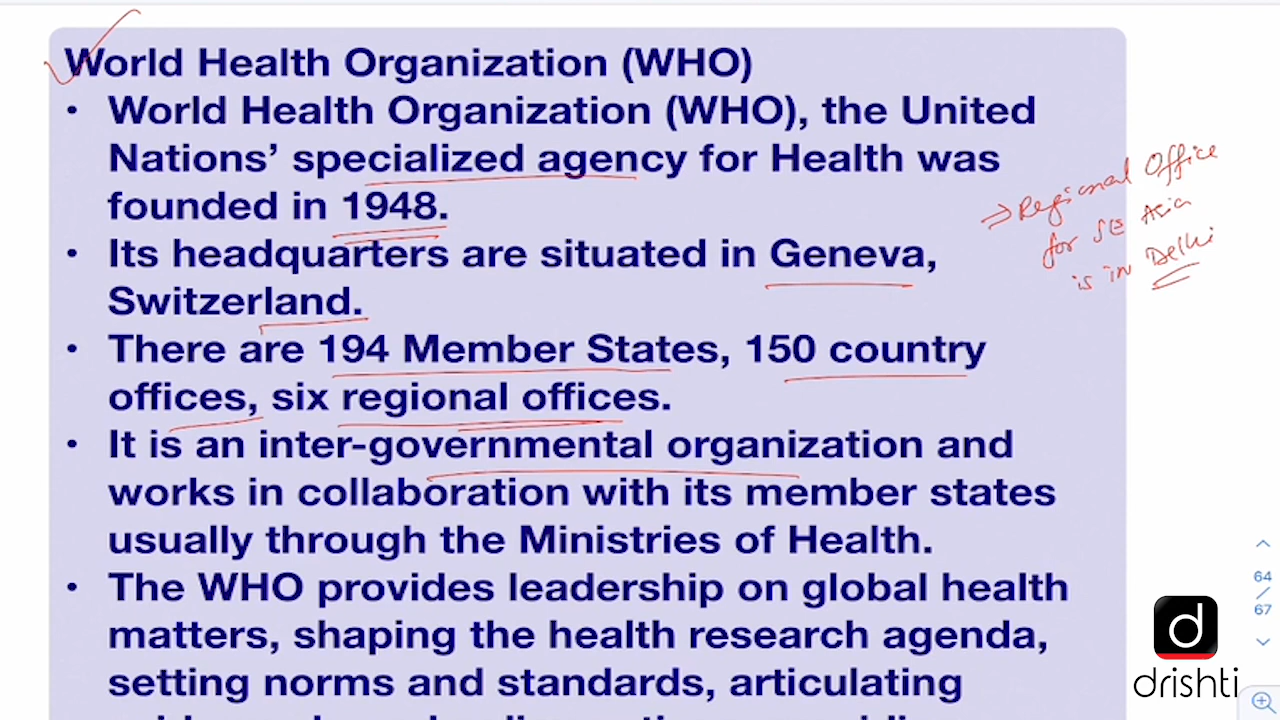 World Health Organization (WHO)
• World Health Organization (WHO), the United
Nations’ specialized agency for Health was
founded in 1948.
• Its headquarters are situated in Geneva,
Switzerland.
• There are 194 Member States, 150 country
offices, six regional offices.
• It is an inter-governmental organization and
works in collaboration with its member states
usually through the Ministries of Health.
• The WHO provides leadership on global health
matters, shaping the health research agenda,
setting norms and standards, articulating
⇒ Regional Office
for SE Asia
is in Delhi
64
/
67
d
drishti